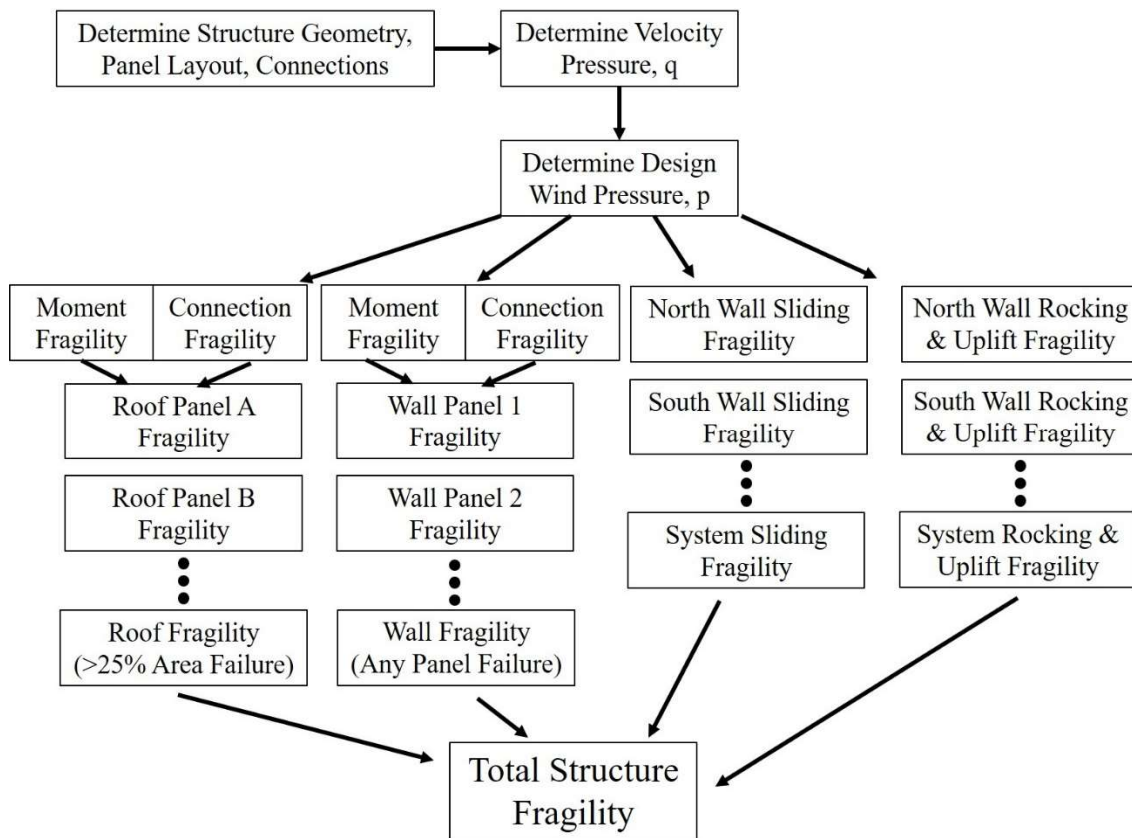 Determine Structure Geometry,
Panel Layout, Connections
Determine Velocity
Pressure, q
Determine Design
Wind Pressure, p
Moment
Fragility
Connection
Fragility
Roof Panel A
Fragility
Roof Panel B
Fragility
Roof Fragility
(>25% Area Failure)
Moment
Fragility
Connection
Fragility
Wall Panel 1
Fragility
Wall Panel 2
Fragility
Wall Fragility
(Any Panel Failure)
North Wall Sliding
Fragility
South Wall Sliding
Fragility
System Sliding
Fragility
North Wall Rocking
& Uplift Fragility
South Wall Rocking
& Uplift Fragility
System Rocking &
Uplift Fragility
Total Structure
Fragility